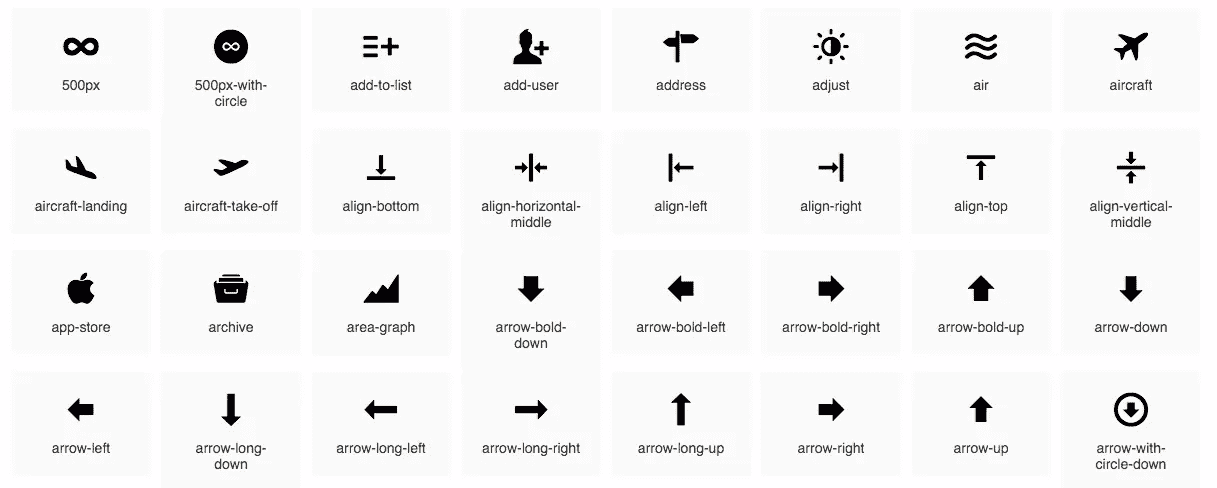 500px
500px-with-
circle
add-to-list
add-user
address
adjust
air
aircraft
aircraft-landing
aircraft-take-off
align-bottom
align-horizontal-
middle
align-left
align-right
align-top
align-vertical-
middle
app-store
archive
area-graph
arrow-bold-
down
arrow-bold-left
arrow-bold-right
arrow-bold-up
arrow-down
arrow-left
arrow-long-
down
arrow-long-left
arrow-long-right
arrow-long-up
arrow-right
arrow-up
arrow-with-
circle-down